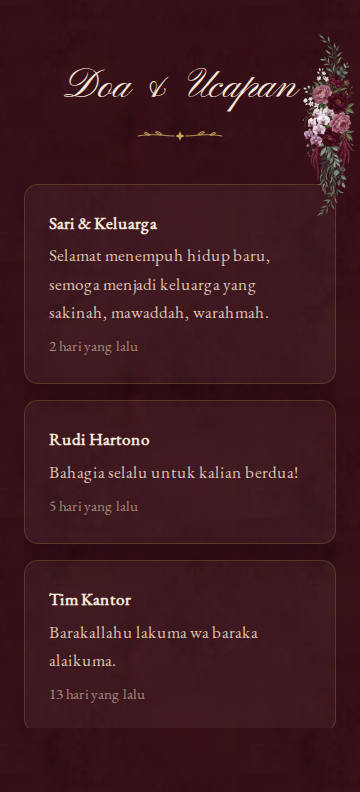 Doa & Ucapan
Sari & Keluarga
Selamat menempuh hidup baru,
semoga menjadi keluarga yang
sakinah, mawaddah, warahmah.
2 hari yang lalu
Rudi Hartono
Bahagia selalu untuk kalian berdua!
5 hari yang lalu
Tim Kantor
Barakallahu lakuma wa baraka
alaikuma.
13 hari yang lalu